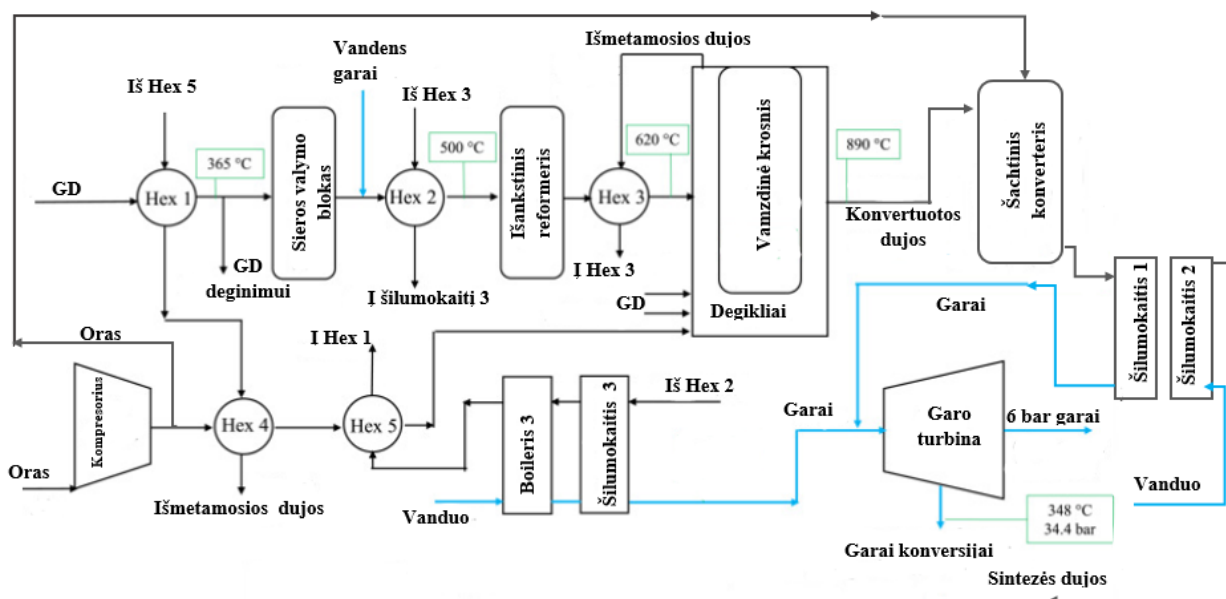 Išmetamosios dujos
Vandens
garai
Iš Hex 5
Iš Hex 3
365 °C
500 °C
620 °C
890 °C
GD
Hex 1
Sieros valymo
blokas
Hex 2
Išankstinis
reformeris
Hex 3
Vamzdinė krosnis
Šachtinis
konverteris
Konvertuotos
dujos
GD
deginimui
Į šilumokaitį 3
Į Hex 3
GD
Degikliai
Šilumokaitis 1
Šilumokaitis 2
Garai
Oras
Į Hex 1
Kompresorius
Hex 4
Hex 5
Boileris 3
Šilumokaitis 3
Iš Hex 2
Garai
Garo
turbina
6 bar garai
Oras
Išmetamosios dujos
Vanduo
Vanduo
348 °C
34.4 bar
Garai konversijai
Sintezės dujos